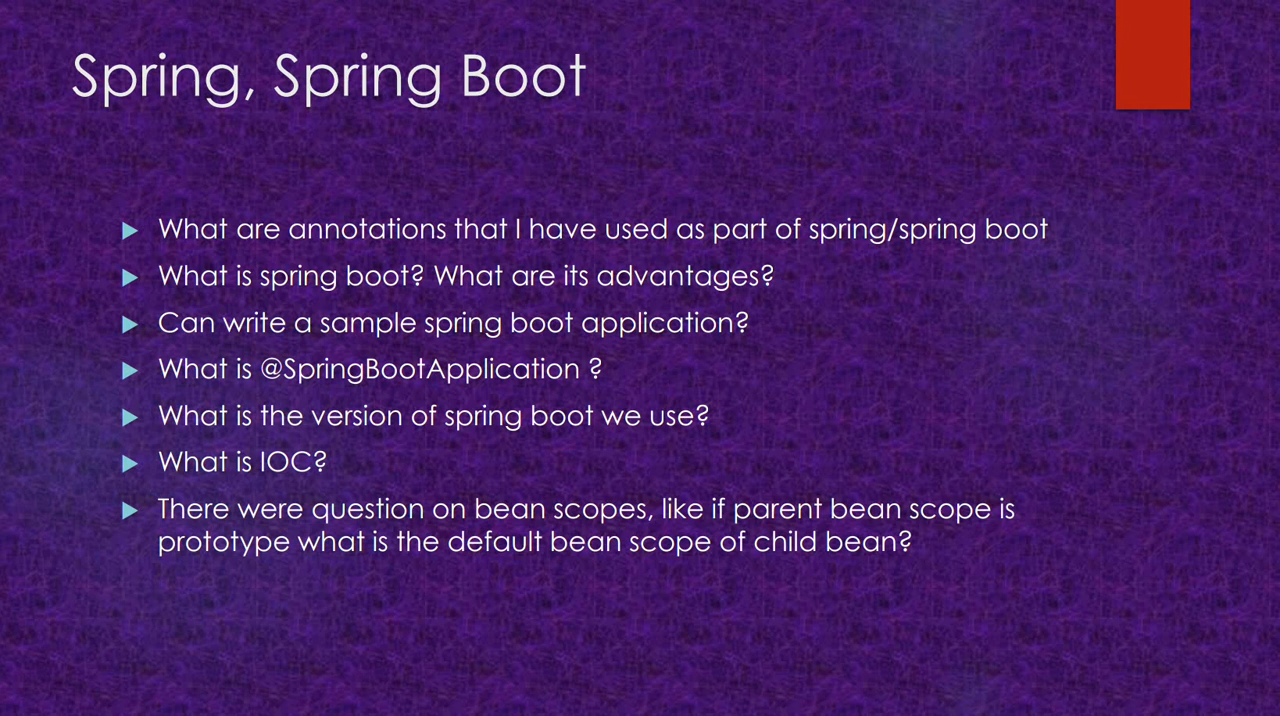 Spring, Spring Boot
What are annotations that I have used as part of spring/spring boot
What is spring boot? What are its advantages?
Can write a sample spring boot application?
What is @SpringBootApplication ?
What is the version of spring boot we use?
What is IOC?
There were question on bean scopes, like if parent bean scope is
prototype what is the default bean scope of child bean?